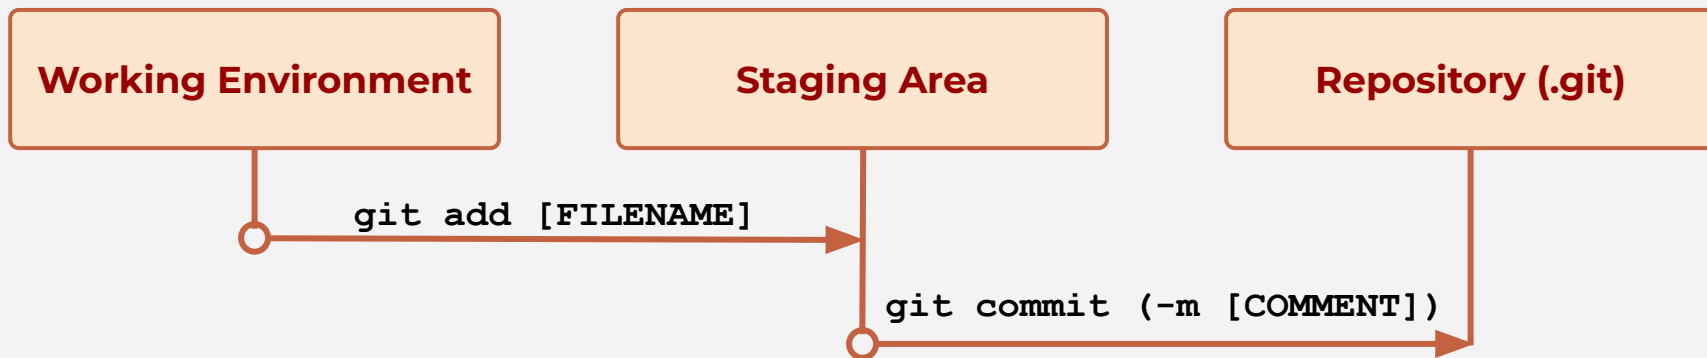 Working Environment
Staging Area
Repository (.git)
git add [FILENAME]
git commit (-m [COMMENT])